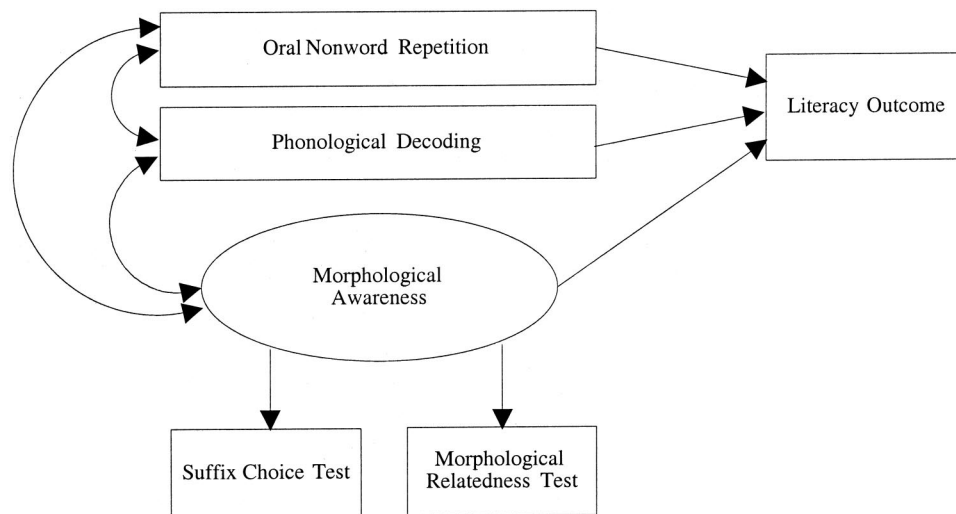 Oral Nonword Repetition
Literacy Outcome
Phonological Decoding
Morphological
Awareness
Suffix Choice Test
Morphological
Relatedness Test